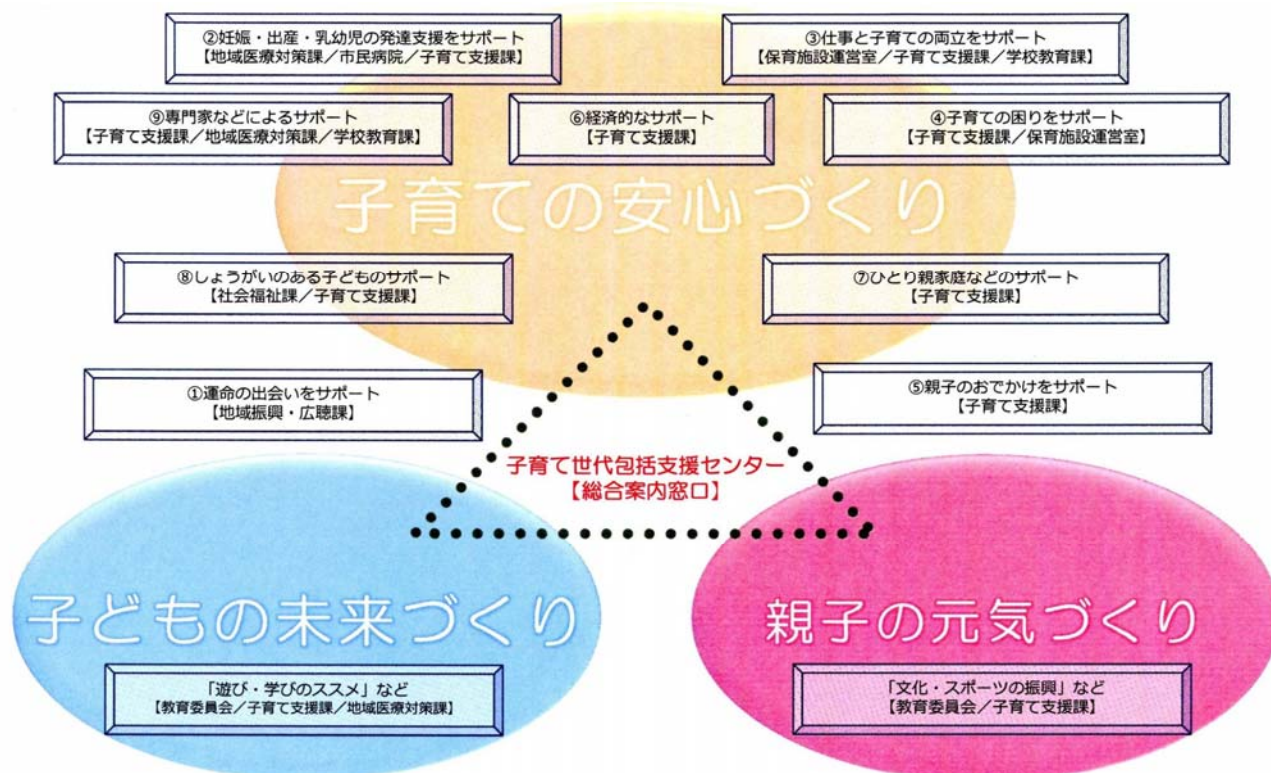 ②妊娠・出産・乳幼児の発達支援をサポート
【地域医療対策課／市民病院／子育て支援課】
③仕事と子育ての両立をサポート
【保育施設運営室／子育て支援課／学校教育課】
⑨専門家などによるサポート
【子育て支援課／地域医療対策課／学校教育課】
⑥経済的なサポート
【子育て支援課】
④子育ての困りをサポート
【子育て支援課／保育施設運営室】
子育ての安心づくり
⑧しょうがいのある子どものサポート
【社会福祉課／子育て支援課】
⑦ひとり親家庭などのサポート
【子育て支援課】
①運命の出会いをサポート
【地域振興・広聴課】
⑤親子のおでかけをサポート
【子育て支援課】
子育て世代包括支援センター
【総合案内窓口】
子どもの未来づくり
親子の元気づくり
「遊び・学びのススメ」など
【教育委員会／子育て支援課／地域医療対策課】
「文化・スポーツの振興」など
【教育委員会／子育て支援課】